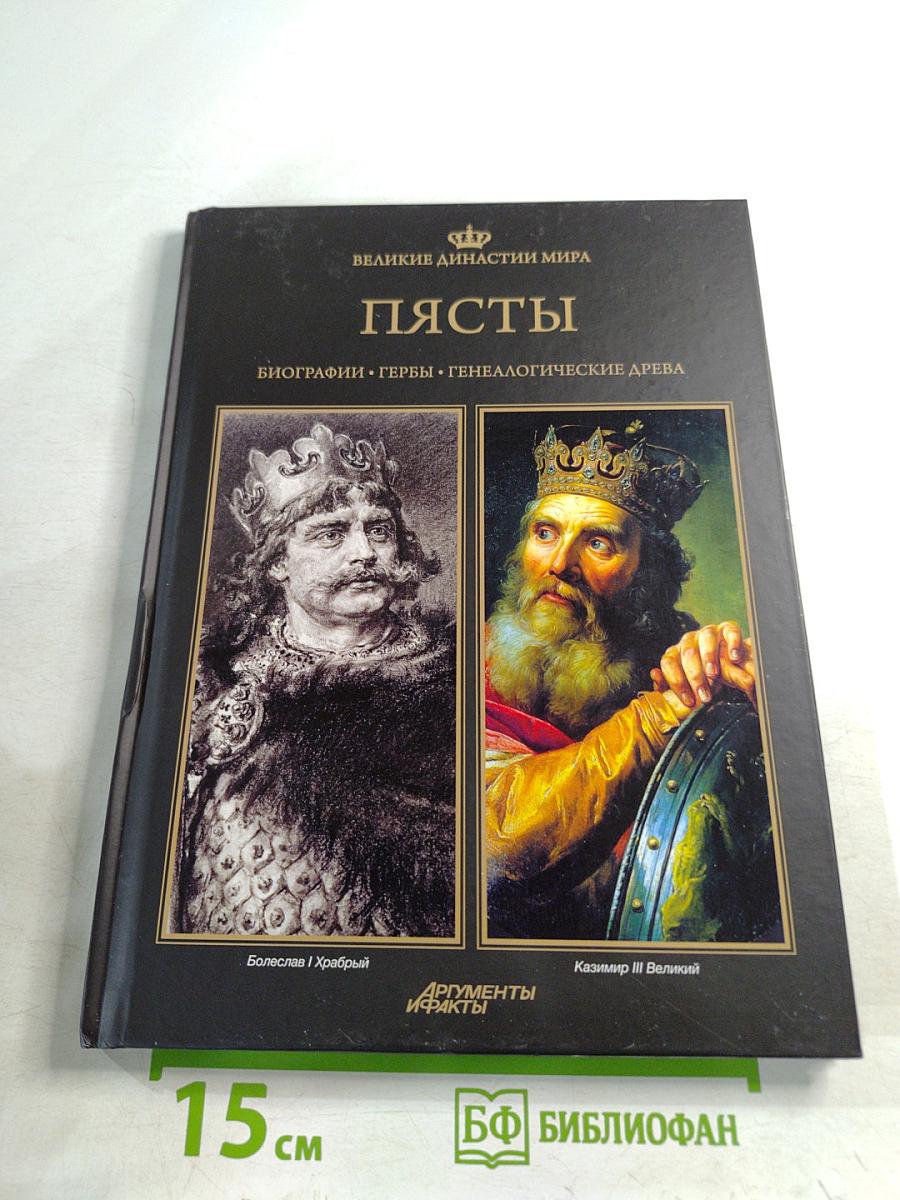 ВЕЛИКИЕ ДИНАСТИИ МИРА
ПЯСТЫ
БИОГРАФИИ • ГЕРБЫ • ГЕНЕАЛОГИЧЕСКИЕ ДРЕВА
Болеслав I Храбрый
Казимир III Великий
АРГУМЕНТЫ
И ФАКТЫ
15 см
БФ БИБЛИОФАН